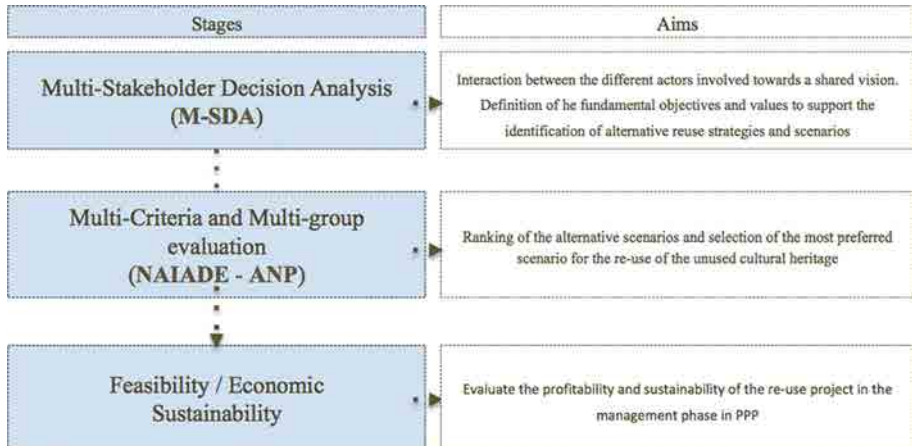 Stages
Aims
Multi-Stakeholder Decision Analysis
(M-SDA)
Interaction between the different actors involved towards a shared vision.
Definition of he fundamental objectives and values to support the
identification of alternative reuse strategies and scenarios
Multi-Criteria and Multi-group
evaluation
(NAIADE - ANP)
Ranking of the alternative scenarios and selection of the most preferred
scenario for the re-use of the unused cultural heritage
Feasibility / Economic
Sustainability
Evaluate the profitability and sustainability of the re-use project in the
management phase in PPP